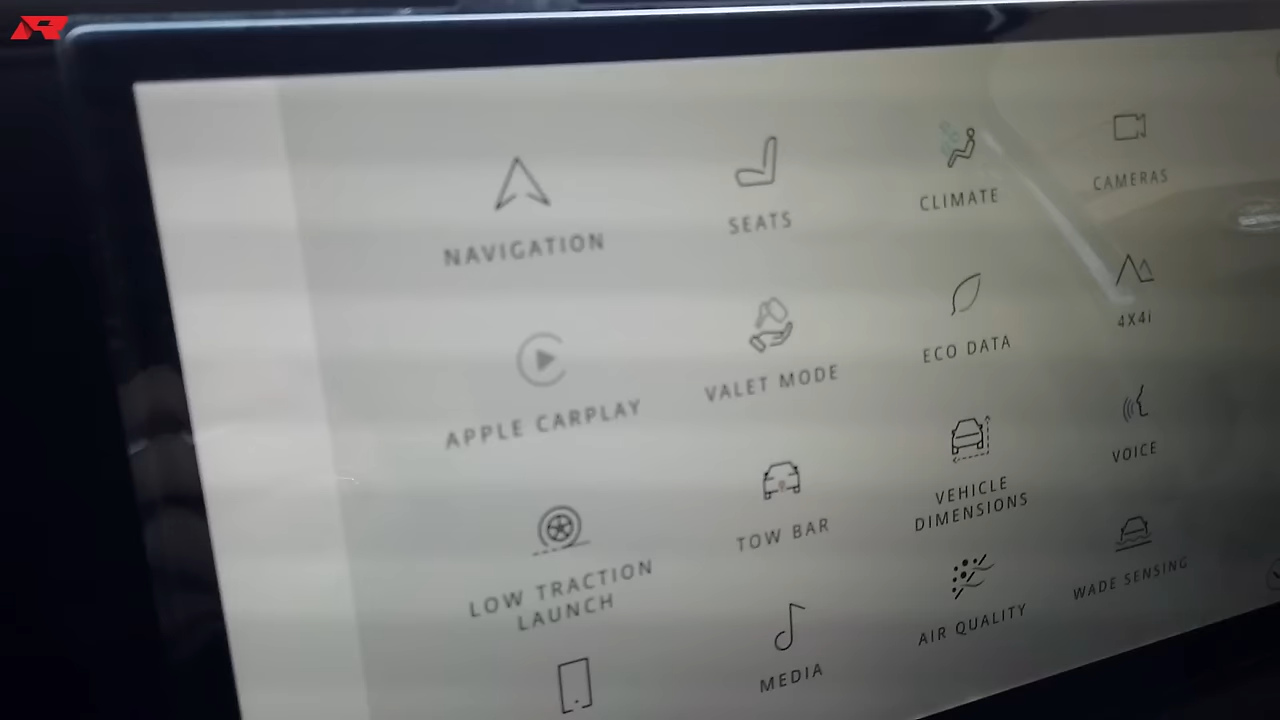 NAVIGATION
SEATS
CLIMATE
CAMERAS
APPLE CARPLAY
VALET MODE
ECO DATA
4X4i
LOW TRACTION
LAUNCH
TOW BAR
VEHICLE
DIMENSIONS
VOICE
MEDIA
AIR QUALITY
WADE SENSING